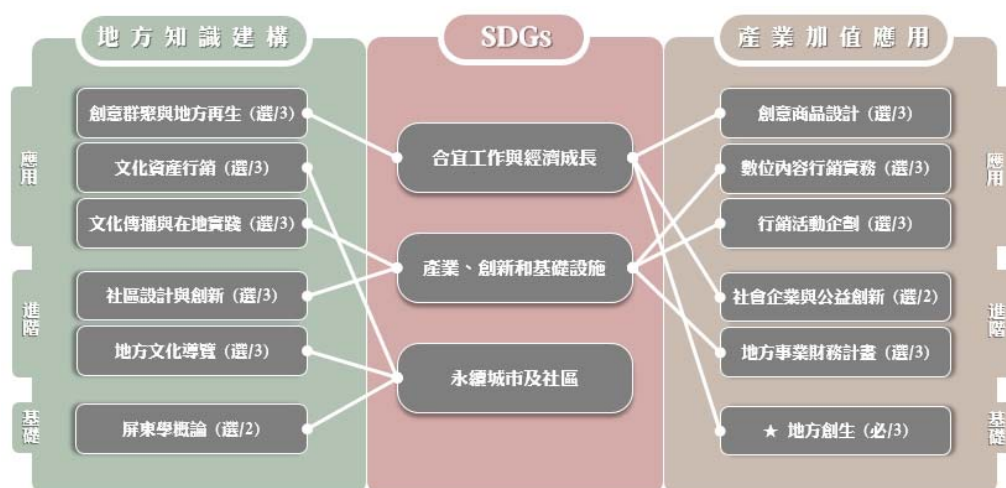 地方知識建構
SDGs
產業加值應用
應用
創意群聚與地方再生 (選/3)
文化資產行銷 (選/3)
文化傳播與在地實踐 (選/3)
進階
社區設計與創新 (選/3)
地方文化導覽 (選/3)
基礎
屏東學概論 (選/2)
合宜工作與經濟成長
產業、創新和基礎設施
永續城市及社區
創意商品設計 (選/3)
數位內容行銷實務 (選/3)
行銷活動企劃 (選/3)
應用
社會企業與公益創新 (選/2)
地方事業財務計畫 (選/3)
進階
★ 地方創生 (必/3)
基礎